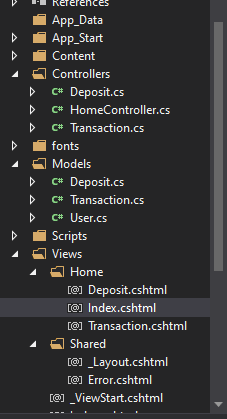 References
App_Data
App_Start
Content
Controllers
C# Deposit.cs
C# HomeController.cs
C# Transaction.cs
fonts
Models
C# Deposit.cs
C# Transaction.cs
C# User.cs
Scripts
Views
Home
[@] Deposit.cshtml
[@] Index.cshtml
[@] Transaction.cshtml
Shared
[@] _Layout.cshtml
[@] Error.cshtml
[@] _ViewStart.cshtml